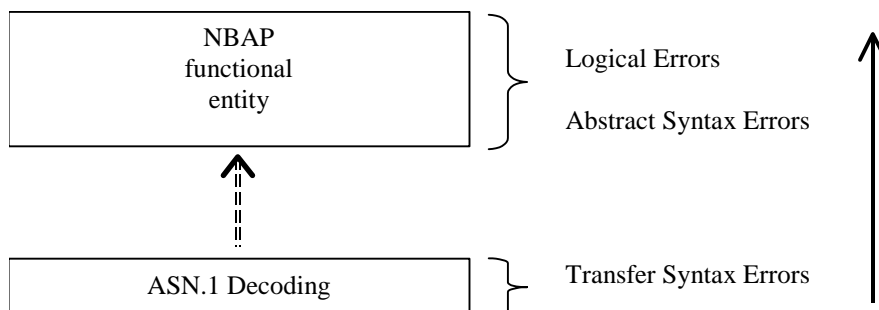 NBAP
functional
entity
Logical Errors
Abstract Syntax Errors
ASN.1 Decoding
Transfer Syntax Errors